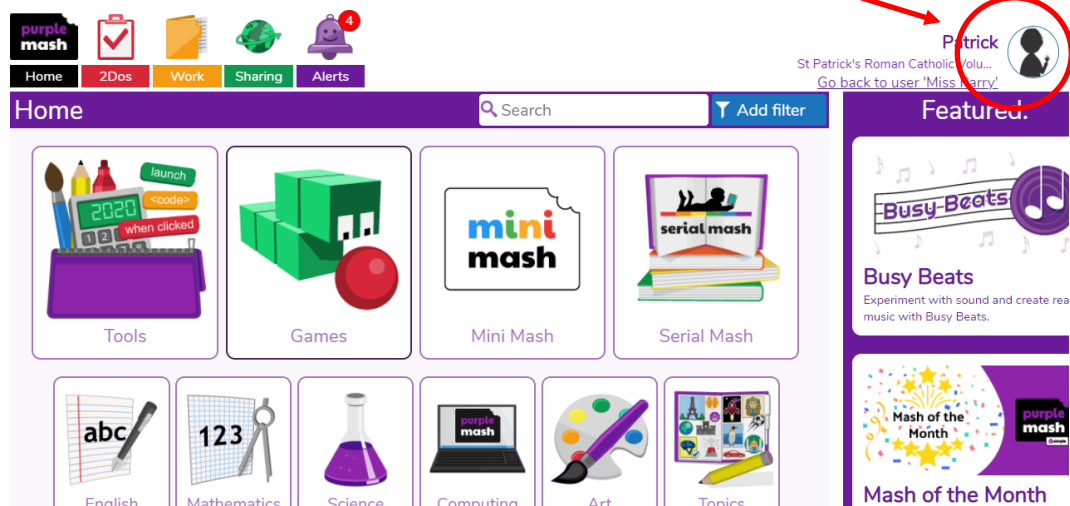 purple
mash
4
Home
2Dos
Work
Sharing
Alerts
Patrick
St Patrick's Roman Catholic Volu...
Go back to user 'Miss Harry'
Home
Search
Add filter
Featured:
launch
2020
<code>
when clicked
1 2
Tools
Games
mini
mash
Mini Mash
serial mash
Serial Mash
Busy Beats
Busy Beats
Experiment with sound and create rea
music with Busy Beats.
abc
English
123
Mathematics
Science
purple
mash
Computing
Art
Topics
Mash of the
Month
purple
mash
Mash of the Month